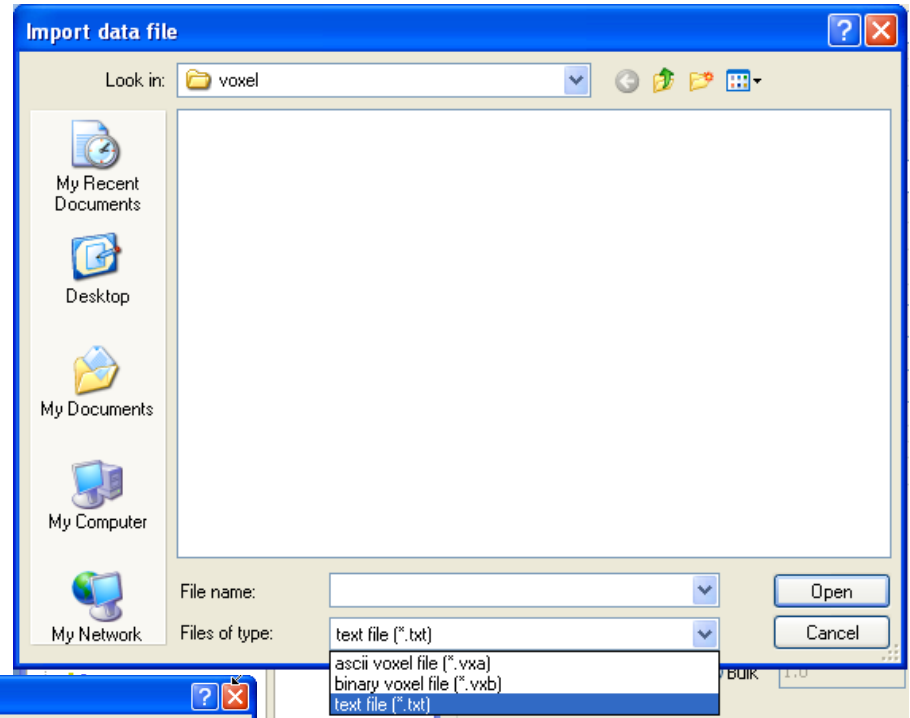 Import data file
Look in: voxel
My Recent
Documents
Desktop
My Documents
My Computer
My Network
File name:
Open
Files of type: text file (*.txt)
Cancel
ascii voxel file (*.vxa)
binary voxel file (*.vxb)
text file (*.txt)
Bulk 1.0